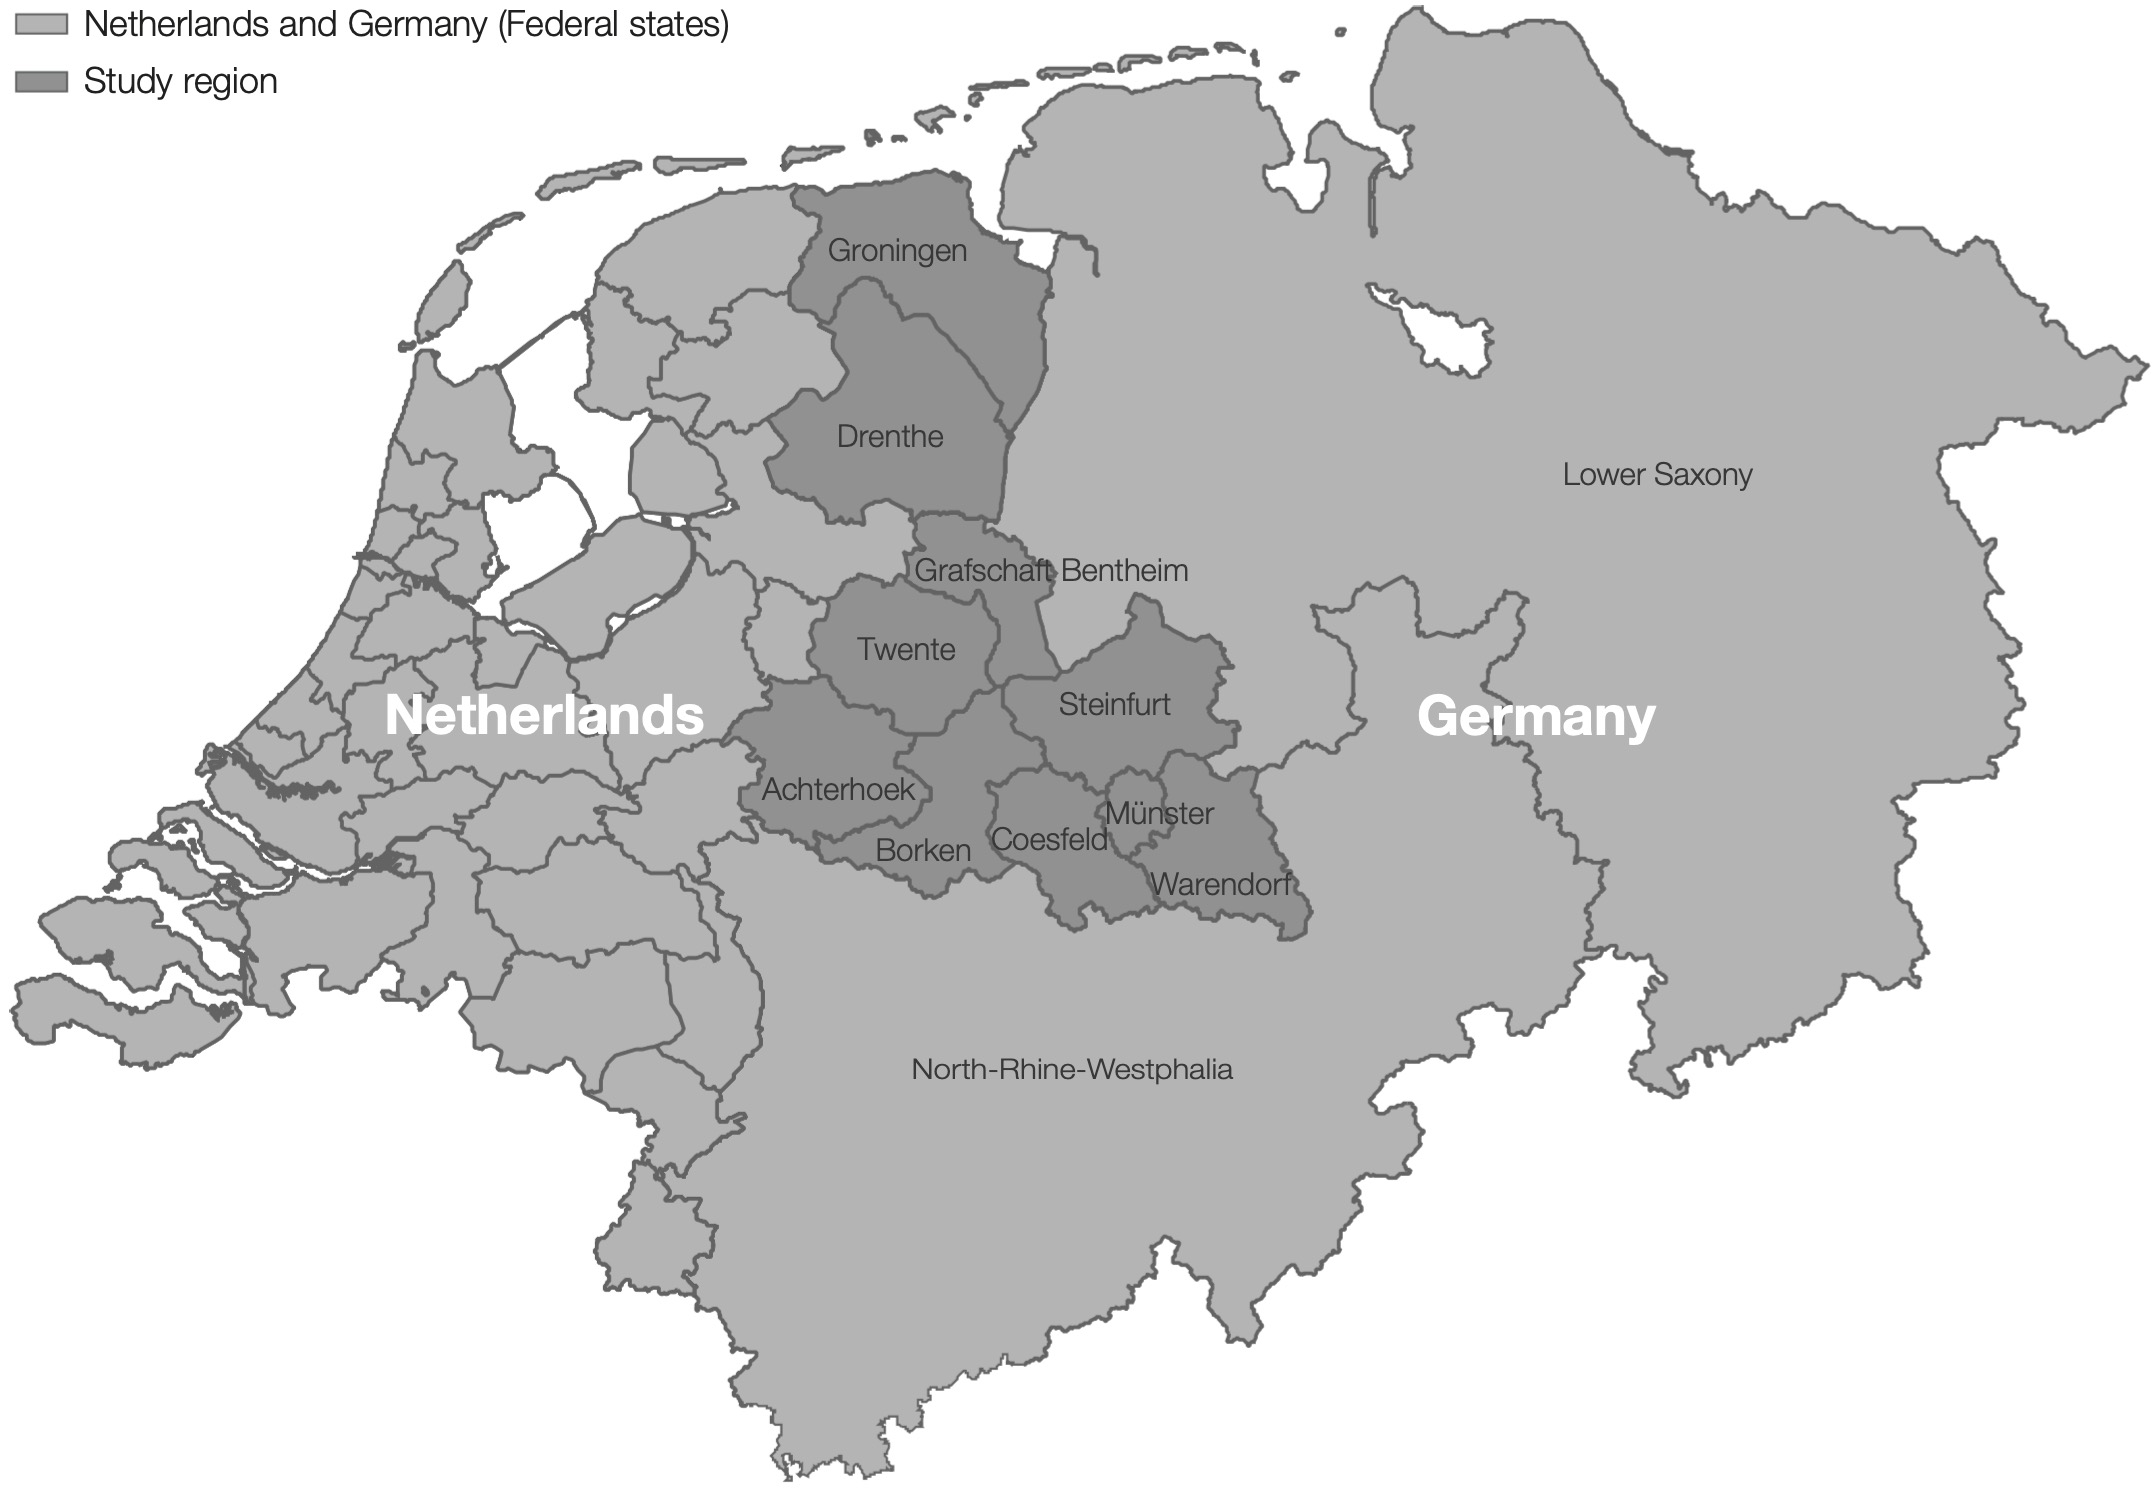 Netherlands and Germany (Federal states)
Study region
Groningen
Drenthe
Lower Saxony
Grafschaft Bentheim
Twente
Steinfurt
Netherlands
Germany
Achterhoek
Münster
Coesfeld
Borken
Warendorf
North-Rhine-Westphalia